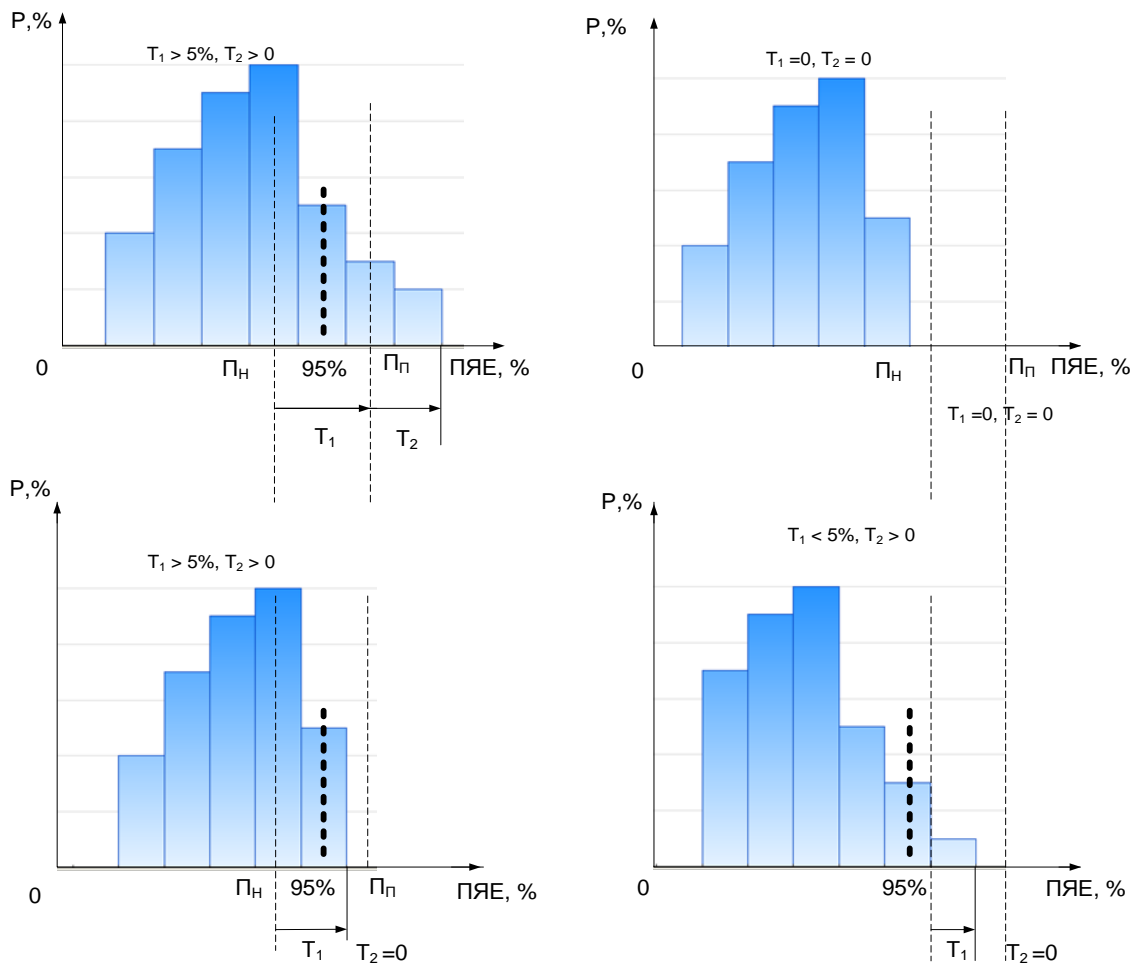 Р,%
T₁ > 5%, T₂ > 0
0
Пн
95%
Пп
ПЯЕ, %
T₁
T₂
Р,%
T₁ =0, T₂ = 0
0
Пн
Пп
ПЯЕ, %
T₁ =0, T₂ = 0
Р,%
T₁ > 5%, T₂ > 0
0
Пн
95%
Пп
ПЯЕ, %
T₁
T₂ =0
Р,%
T₁ < 5%, T₂ > 0
0
95%
ПЯЕ, %
T₁
T₂ =0